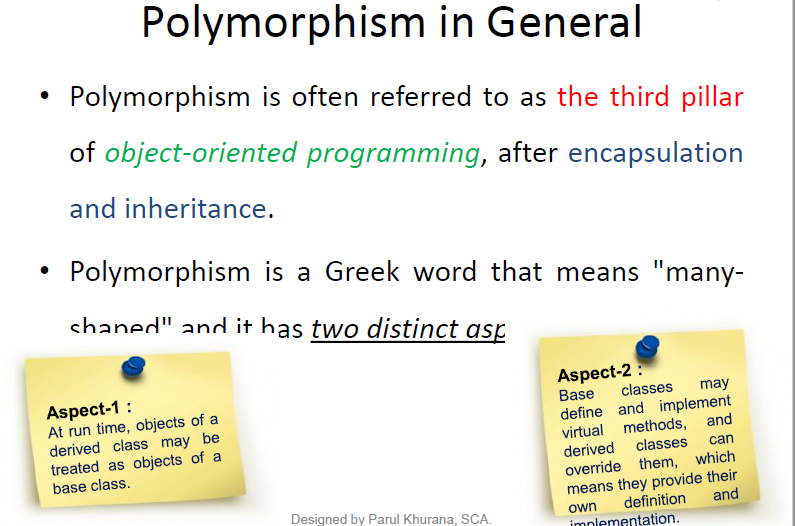 Polymorphism in General
• Polymorphism is often referred to as the third pillar
of object-oriented programming, after encapsulation
and inheritance.
• Polymorphism is a Greek word that means "many-
shaped" and it has two distinct asp
Aspect-1 :
At run time, objects of a
derived class may be
treated as objects of a
base class.
Aspect-2 :
Base classes may
define and implement
virtual methods, and
derived classes can
override them, which
means they provide their
own definition and
implementation.
Designed by Parul Khurana, SCA.